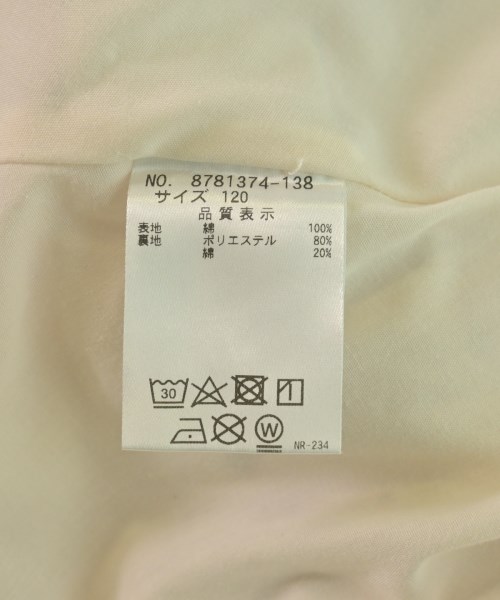 NO. 8781374-138
サイズ 120
品質表示
表地 綿 100%
裏地 ポリエステル 80%
綿 20%
30
W
NR-234